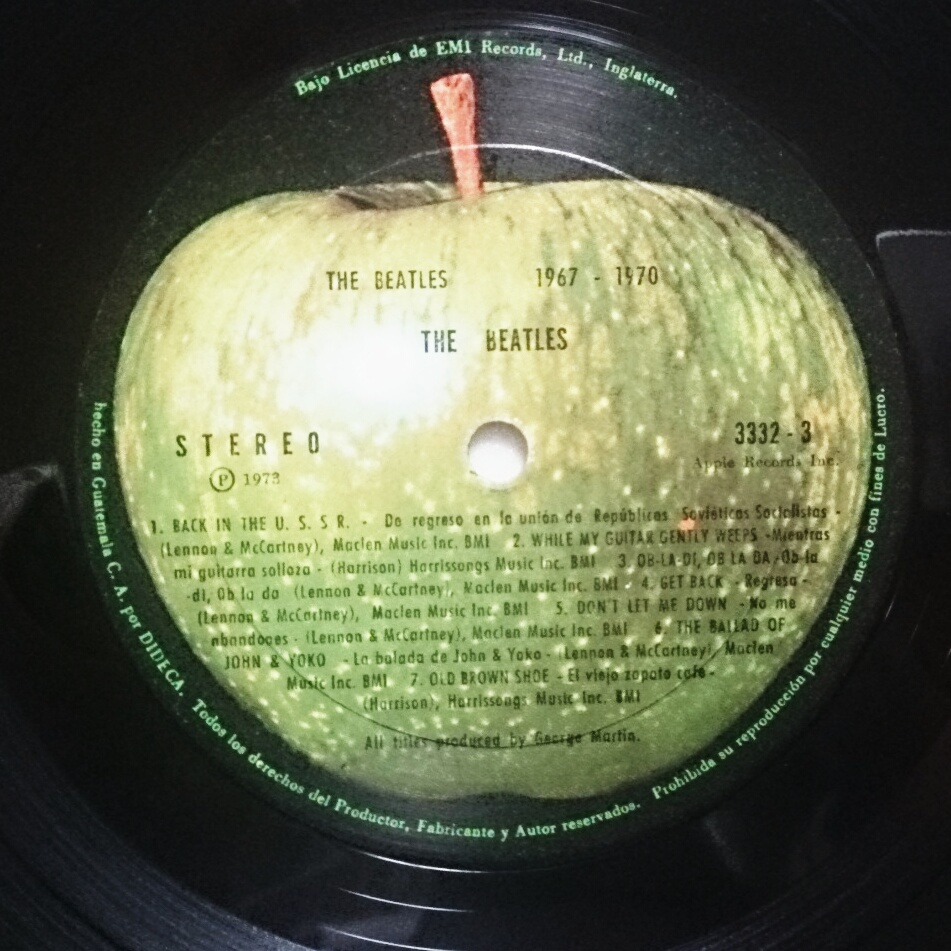 Bajo Licencia de EMI Records, Ltd., Inglaterra.
THE BEATLES 1967 - 1970
THE BEATLES
STEREO
3332 - 3
Ⓟ 1973
Apple Records Inc.
1. BACK IN THE U. S. S R. - De regreso en la unión de Repúblicas Soviéticas Socialistas -
(Lennon & McCartney), Maclen Music Inc. BMI 2. WHILE MY GUITAR GENTLY WEEPS -Mientras
mi guitarra solloza - (Harrison) Harrissongs Music Inc. BMI 3. OB-LA-DI, OB LA DA -Ob-la
-di, Ob la da (Lennon & McCartney), Maclen Music Inc. BMI - 4. GET BACK - Regresa -
(Lennon & McCartney), Maclen Music Inc. BMI 5. DON'T LET ME DOWN - No me
abandones - (Lennon & McCartney), Maclen Music Inc. BMI 6. THE BALLAD OF
JOHN & YOKO - La balada de John & Yoko - (Lennon & McCartney), Maclen
Music Inc. BMI 7. OLD BROWN SHOE - El viejo zapato café -
(Harrison), Harrissongs Music Inc. BMI
All titles produced by George Martin.
hecho en Guatemala C. A. por DIDECA. Todos los derechos del Productor, Fabricante y Autor reservados. Prohibida su reproducción por cualquier medio con fines de Lucro.